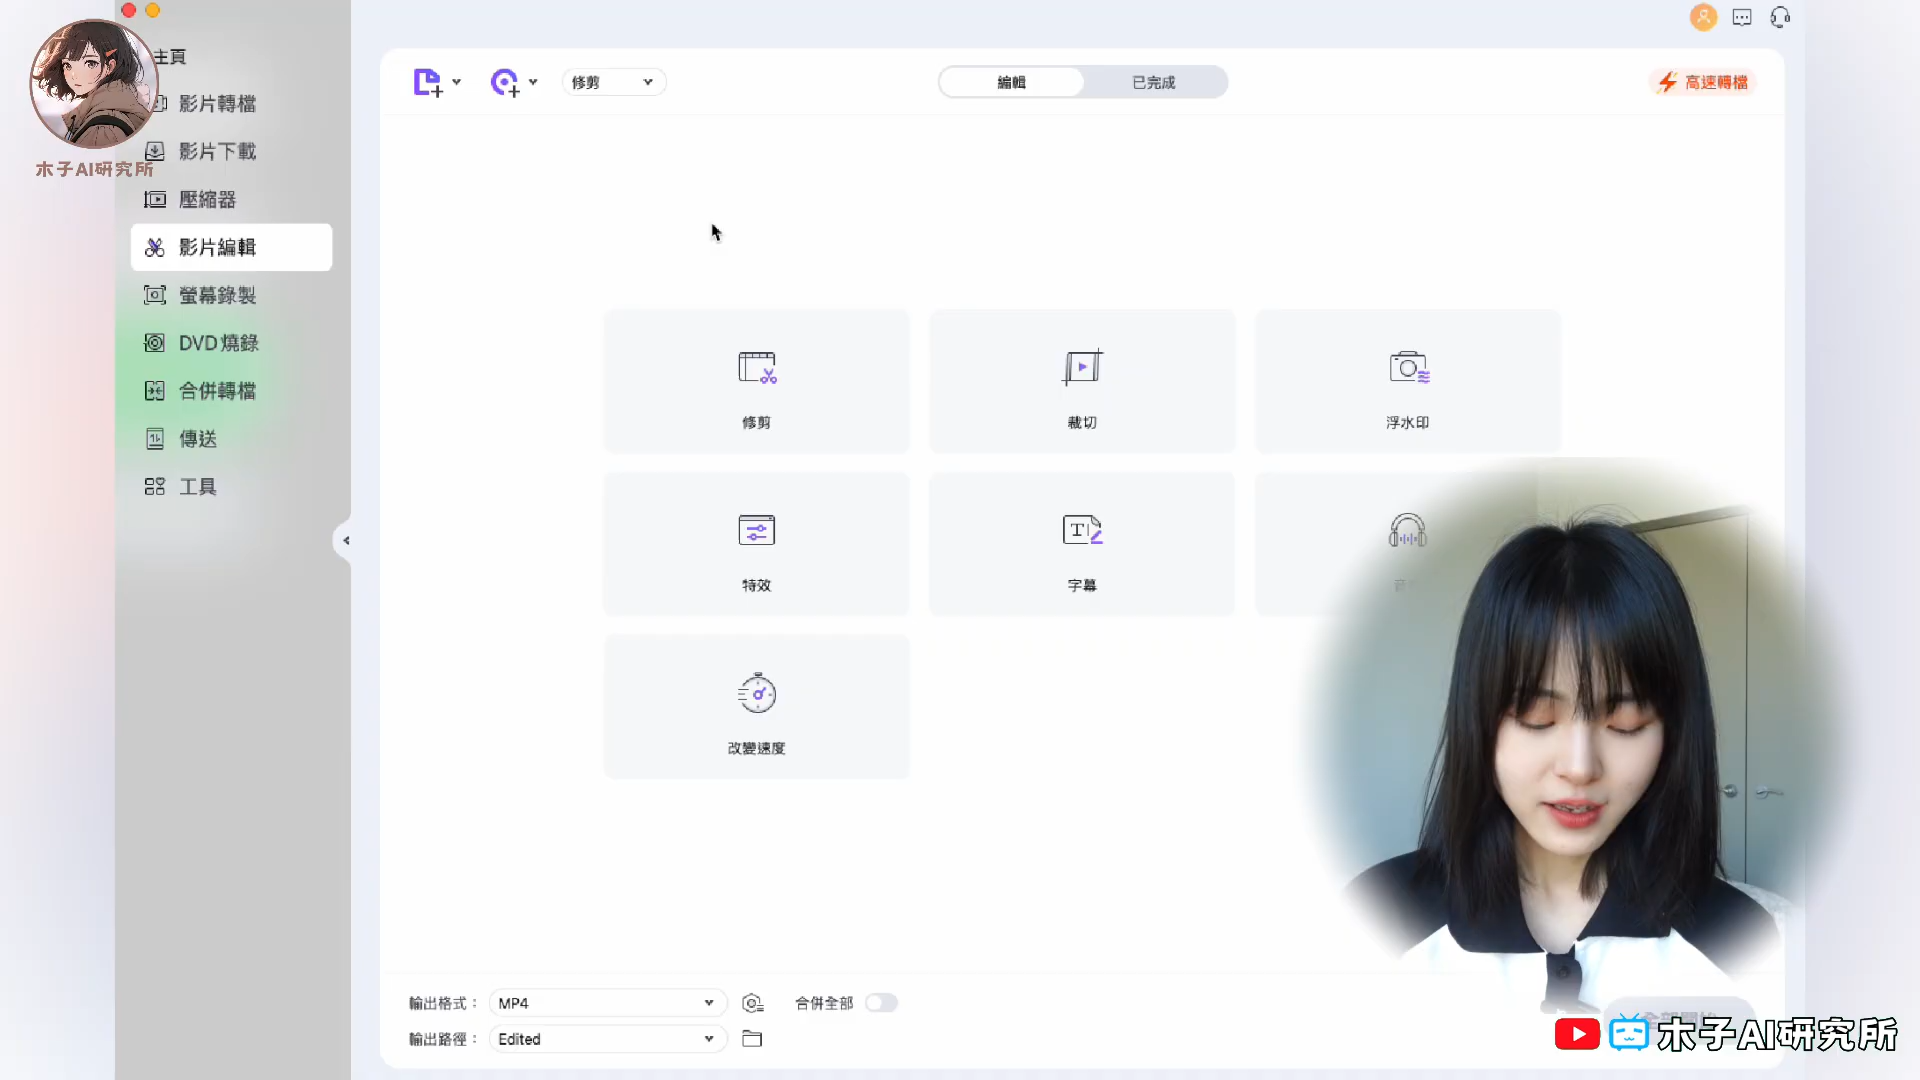 主頁
影片轉檔
影片下載
木子AI研究所
壓縮器
影片編輯
螢幕錄製
DVD燒錄
合併轉檔
傳送
工具
修剪
編輯
已完成
高速轉檔
修剪
裁切
浮水印
特效
字幕
改變速度
輸出格式：
MP4
合併全部
輸出路徑：
Edited
木子AI研究所